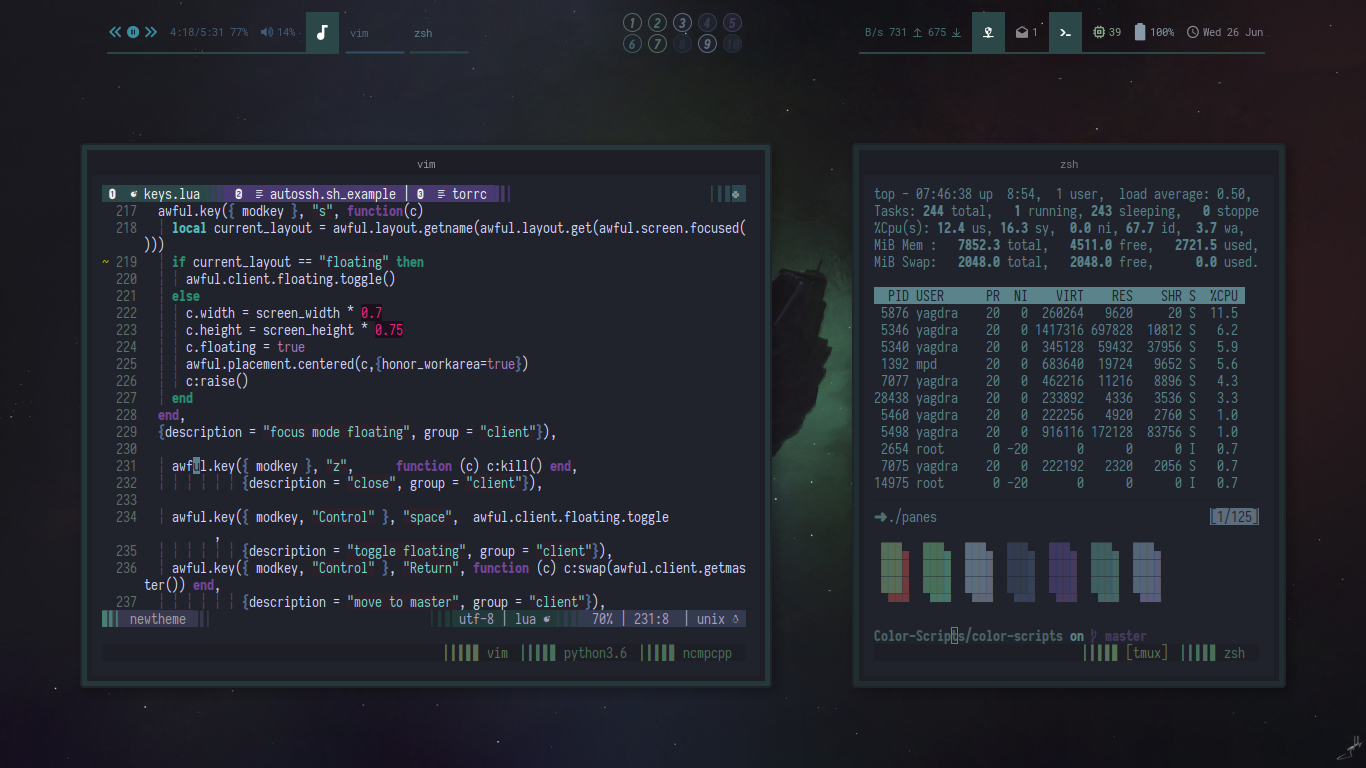 4:18/5:31 77% 14% vim zsh
1 2 3 4 5
6 7 8 9 10
B/s 731 ↑ 675 ↓ 1 39 100% Wed 26 Jun
vim
1 keys.lua 2 autossh.sh_example | 3 torrc
217 awful.key({ modkey }, "s", function(c)
218 local current_layout = awful.layout.getname(awful.layout.get(awful.screen.focused(
)))
~ 219 if current_layout == "floating" then
220 awful.client.floating.toggle()
221 else
222 c.width = screen_width * 0.7
223 c.height = screen_height * 0.75
224 c.floating = true
225 awful.placement.centered(c,{honor_workarea=true})
226 c:raise()
227 end
228 end,
229 {description = "focus mode floating", group = "client"}),
230
231 awful.key({ modkey }, "z", function (c) c:kill() end,
232 {description = "close", group = "client"}),
233
234 awful.key({ modkey, "Control" }, "space", awful.client.floating.toggle
,
235 {description = "toggle floating", group = "client"}),
236 awful.key({ modkey, "Control" }, "Return", function (c) c:swap(awful.client.getmas
ter()) end,
237 {description = "move to master", group = "client"}),
newtheme utf-8 | lua 70% | 231:8 | unix
vim python3.6 ncmpcpp
zsh
top - 07:46:38 up 8:54, 1 user, load average: 0.50,
Tasks: 244 total, 1 running, 243 sleeping, 0 stoppe
%Cpu(s): 12.4 us, 16.3 sy, 0.0 ni, 67.7 id, 3.7 wa,
MiB Mem : 7852.3 total, 4511.0 free, 2721.5 used,
MiB Swap: 2048.0 total, 2048.0 free, 0.0 used.
PID USER PR NI VIRT RES SHR S %CPU
5876 yagdra 20 0 260264 9620 20 S 11.5
5346 yagdra 20 0 1417316 697828 10812 S 6.2
5340 yagdra 20 0 345128 59432 37956 S 5.9
1392 mpd 20 0 683640 19724 9652 S 5.6
7077 yagdra 20 0 462216 11216 8896 S 4.3
28438 yagdra 20 0 233892 4336 3536 S 3.3
5460 yagdra 20 0 222256 4920 2760 S 1.0
5498 yagdra 20 0 916116 172128 83756 S 1.0
2654 root 0 -20 0 0 0 I 0.7
7075 yagdra 20 0 222192 2320 2056 S 0.7
14975 root 0 -20 0 0 0 I 0.7
➜./panes [1/125]
Color-Scripts/color-scripts on master
[tmux] zsh